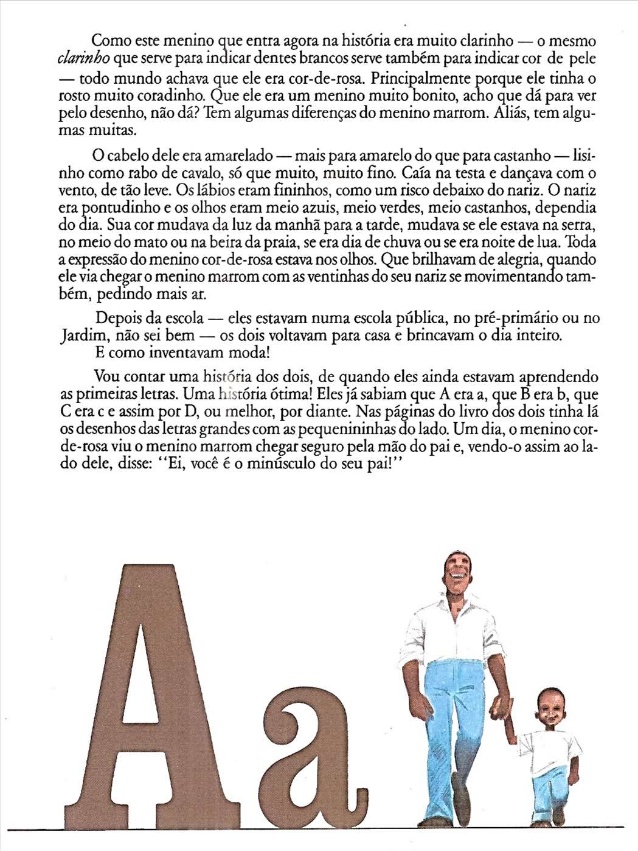 Como este menino que entra agora na história era muito clarinho — o mesmo
clarinho que serve para indicar dentes brancos serve também para indicar cor de pele
— todo mundo achava que ele era cor-de-rosa. Principalmente porque ele tinha o
rosto muito coradinho. Que ele era um menino muito bonito, acho que dá para ver
pelo desenho, não dá? Tem algumas diferenças do menino marrom. Aliás, tem algu-
mas muitas.
O cabelo dele era amarelado — mais para amarelo do que para castanho — lisi-
nho como rabo de cavalo, só que muito, muito fino. Caía na testa e dançava com o
vento, de tão leve. Os lábios eram fininhos, como um risco debaixo do nariz. O nariz
era pontudinho e os olhos eram meio azuis, meio verdes, meio castanhos, dependia
do dia. Sua cor mudava da luz da manhã para a tarde, mudava se ele estava na serra,
no meio do mato ou na beira da praia, se era dia de chuva ou se era noite de lua. Toda
a expressão do menino cor-de-rosa estava nos olhos. Que brilhavam de alegria, quando
ele via chegar o menino marrom com as ventinhas do seu nariz se movimentando tam-
bém, pedindo mais ar.
Depois da escola — eles estavam numa escola pública, no pré-primário ou no
Jardim, não sei bem — os dois voltavam para casa e brincavam o dia inteiro.
E como inventavam moda!
Vou contar uma história dos dois, de quando eles ainda estavam aprendendo
as primeiras letras. Uma história ótima! Eles já sabiam que A era a, que B era b, que
C era c e assim por D, ou melhor, por diante. Nas páginas do livro dos dois tinha lá
os desenhos das letras grandes com as pequenininhas do lado. Um dia, o menino cor-
de-rosa viu o menino marrom chegar seguro pela mão do pai e, vendo-o assim ao la-
do dele, disse: “Ei, você é o minúsculo do seu pai!”
Aa